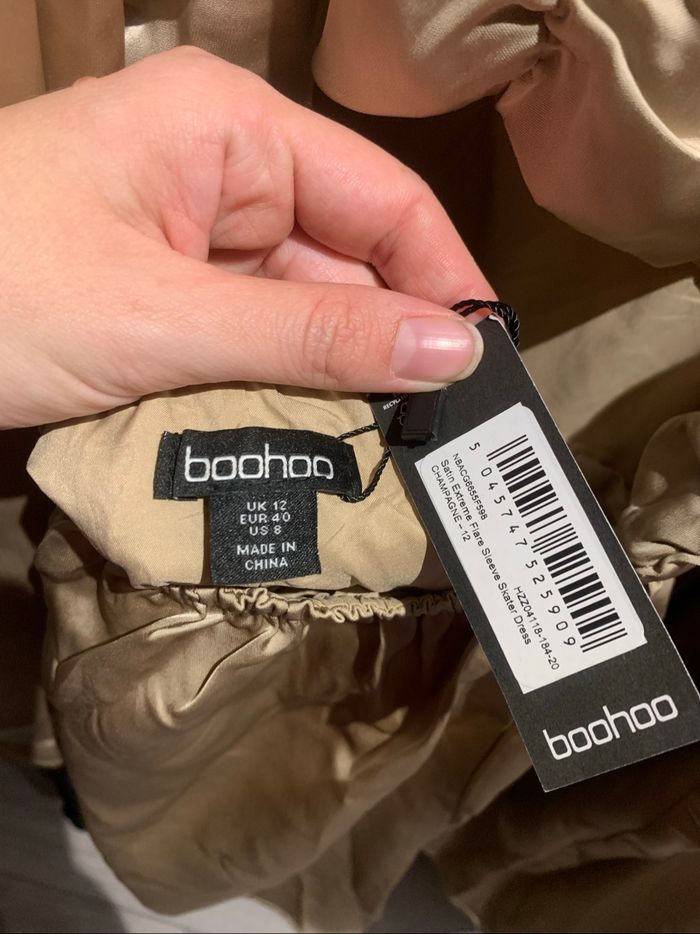 boohoo
UK 12
EUR 40
US 8
MADE IN
CHINA
5 045747 525909
NBACG6655F598
HZZ04118-184-20
Satin Extreme Flare Sleeve Skater Dress
CHAMPAGNE - 12
boohoo